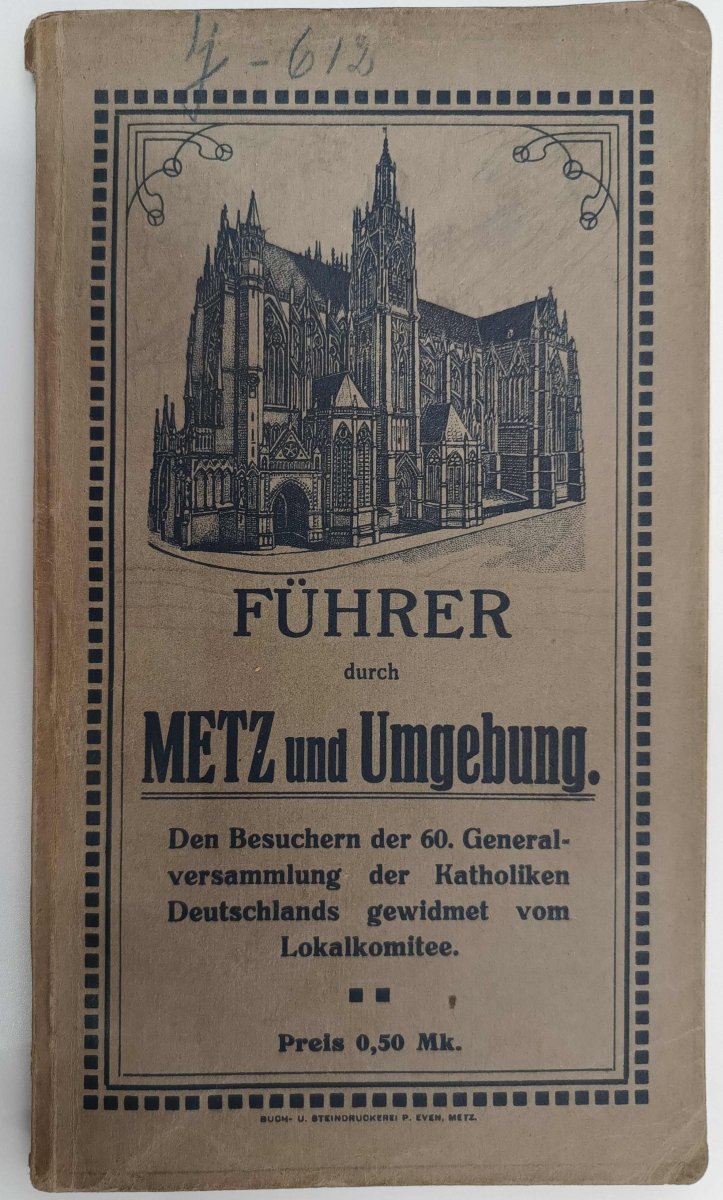 4 - 612
FÜHRER
durch
METZ und Umgebung.
Den Besuchern der 60. General-
versammlung der Katholiken
Deutschlands gewidmet vom
Lokalkomitee.
Preis 0,50 Mk.
BUCH- U. STEINDRUCKEREI P. EVEN, METZ.